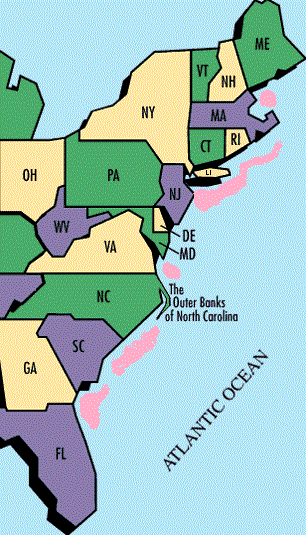 ME
VT
NH
NY
MA
CT
RI
OH
PA
LI
NJ
WV
DE
VA
MD
The
Outer Banks
of North Carolina
NC
SC
GA
ATLANTIC OCEAN
FL